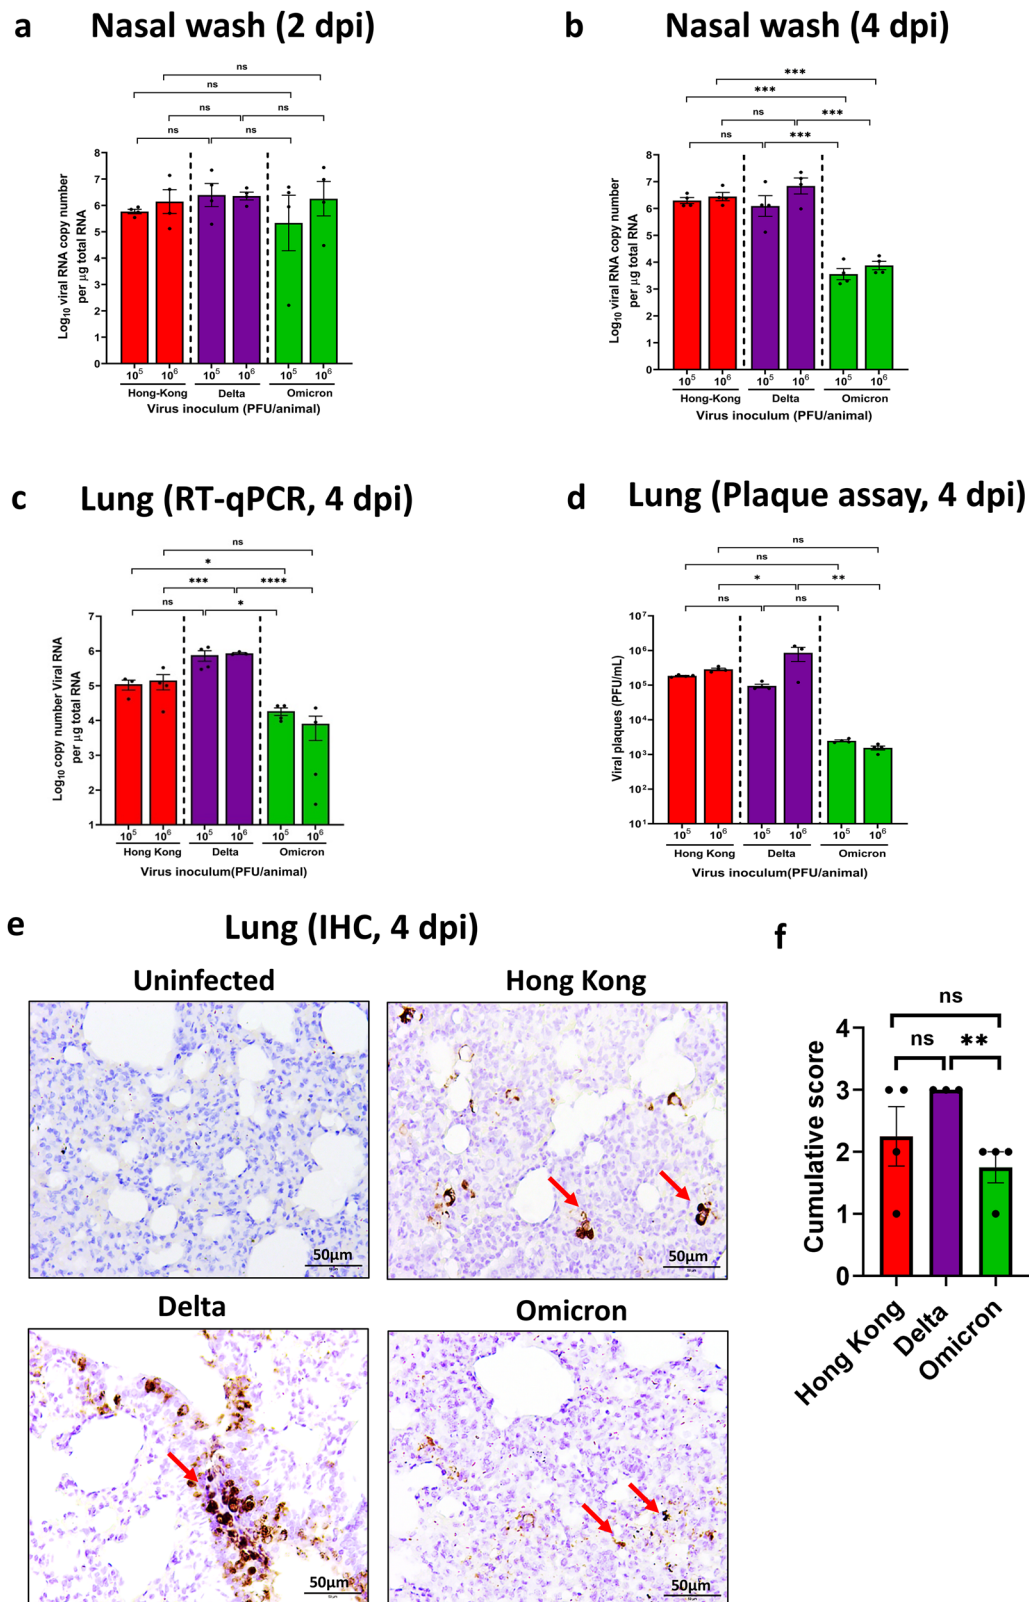 a Nasal wash (2 dpi)
ns
ns
ns ns
ns ns
Log10 viral RNA copy number
per μg total RNA
8
7
6
5
4
3
2
1
0
10^5 10^6 10^5 10^6 10^5 10^6
Hong-Kong Delta Omicron
Virus inoculum (PFU/animal)
b Nasal wash (4 dpi)
***
***
ns ***
ns ***
Log10 viral RNA copy number
per μg total RNA
8
7
6
5
4
3
2
1
0
10^5 10^6 10^5 10^6 10^5 10^6
Hong-Kong Delta Omicron
Virus inoculum (PFU/animal)
c Lung (RT-qPCR, 4 dpi)
ns
*
*** ****
ns *
Log10 copy number Viral RNA
per μg total RNA
7
6
5
4
3
2
1
10^5 10^6 10^5 10^6 10^5 10^6
Hong Kong Delta Omicron
Virus inoculum(PFU/animal)
d Lung (Plaque assay, 4 dpi)
ns
ns
* **
ns ns
Viral plaques (PFU/mL)
10^7
10^6
10^5
10^4
10^3
10^2
10^1
10^5 10^6 10^5 10^6 10^5 10^6
Hong Kong Delta Omicron
Virus inoculum(PFU/animal)
e Lung (IHC, 4 dpi)
Uninfected
50μm
Hong Kong
50μm
Delta
50μm
Omicron
50μm
f
ns
ns **
Cumulative score
4
3
2
1
0
Hong Kong
Delta
Omicron